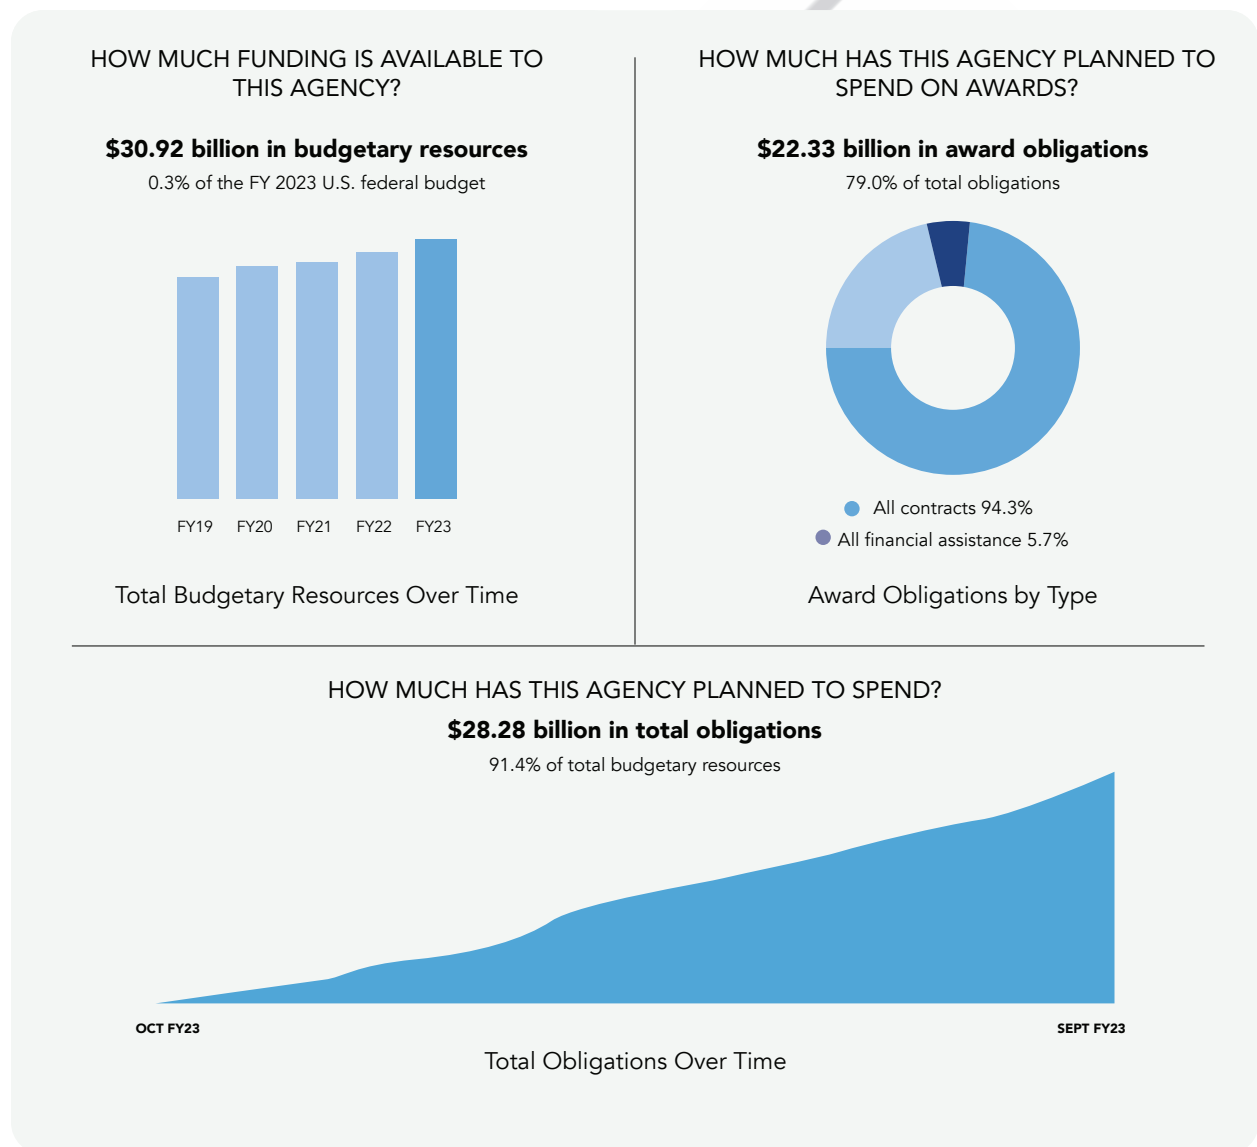 HOW MUCH FUNDING IS AVAILABLE TO
THIS AGENCY?
$30.92 billion in budgetary resources
0.3% of the FY 2023 U.S. federal budget
FY19 FY20 FY21 FY22 FY23
Total Budgetary Resources Over Time
HOW MUCH HAS THIS AGENCY PLANNED TO
SPEND ON AWARDS?
$22.33 billion in award obligations
79.0% of total obligations
All contracts 94.3%
All financial assistance 5.7%
Award Obligations by Type
HOW MUCH HAS THIS AGENCY PLANNED TO SPEND?
$28.28 billion in total obligations
91.4% of total budgetary resources
OCT FY23 SEPT FY23
Total Obligations Over Time